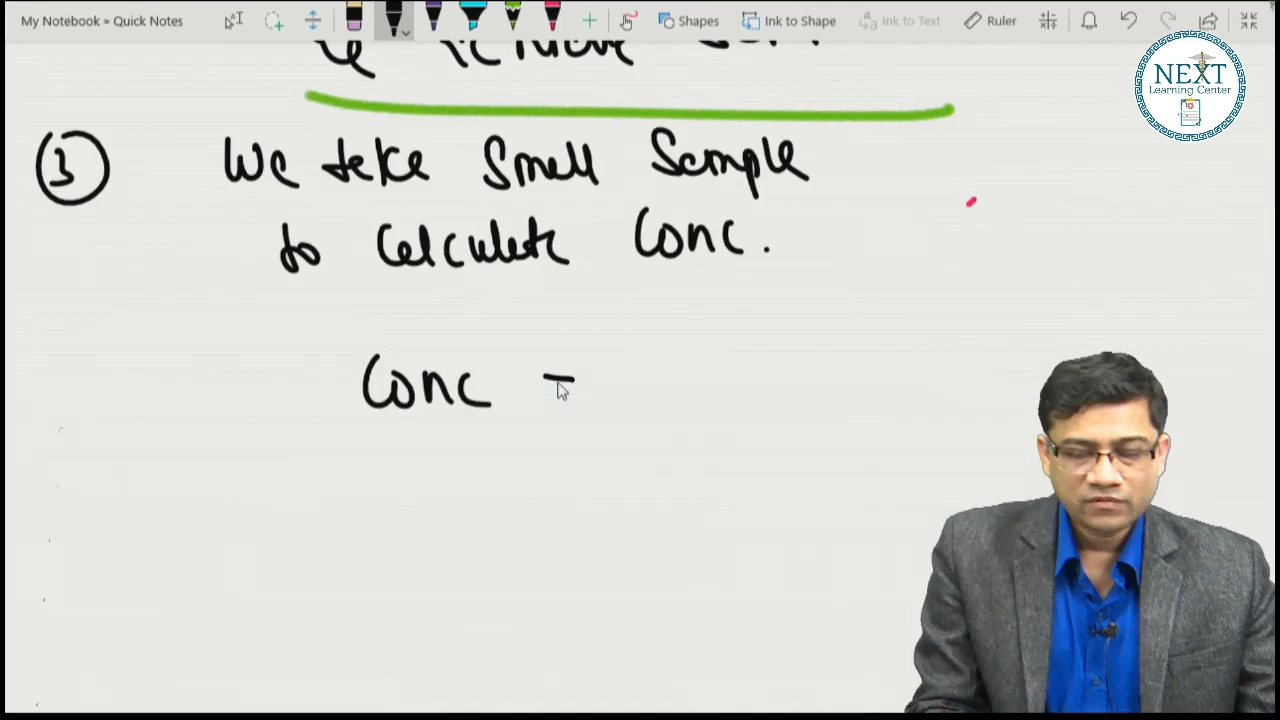 My Notebook » Quick Notes
Shapes
Ink to Shape
Ink to Text
Ruler
NEXT
Learning Center
3 We take Small Sample
to Calculate Conc.
Conc -